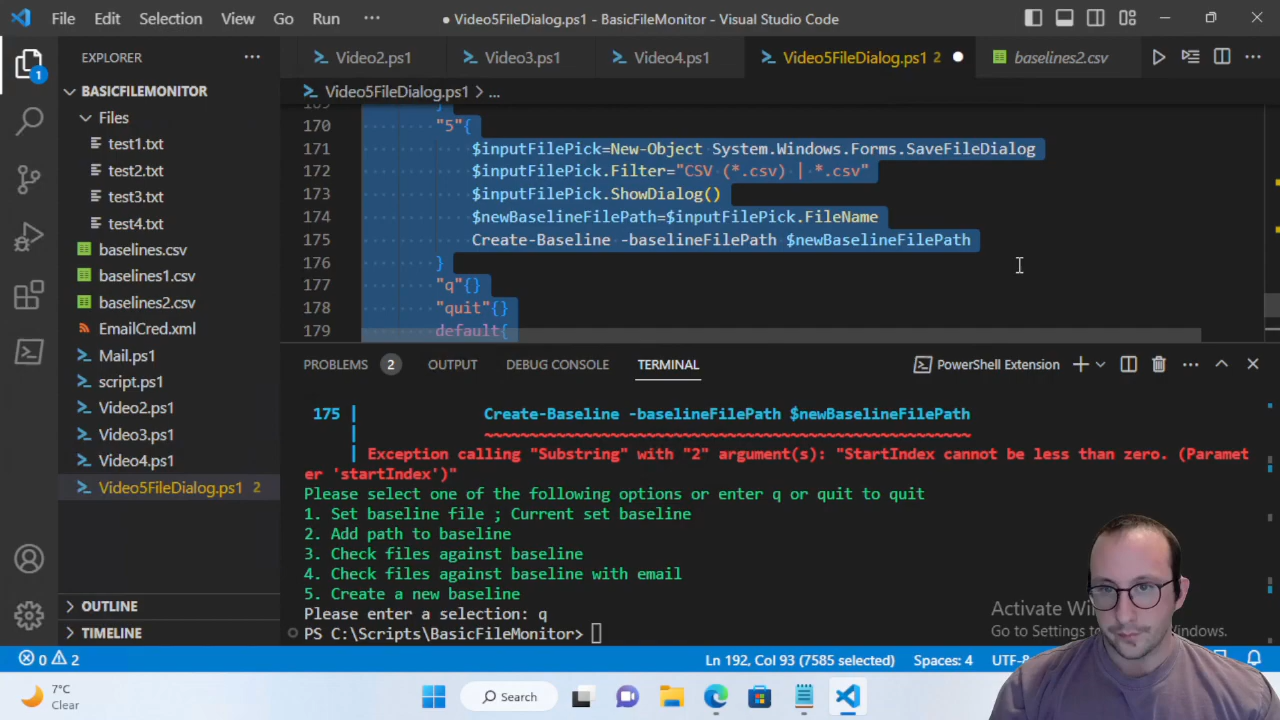 File Edit Selection View Go Run ··· ● Video5FileDialog.ps1 - BasicFileMonitor - Visual Studio Code
EXPLORER ···
Video2.ps1 Video3.ps1 Video4.ps1 Video5FileDialog.ps1 2 ● baselines2.csv ···
BASICFILEMONITOR
Video5FileDialog.ps1 > ...
Files
test1.txt
test2.txt
test3.txt
test4.txt
baselines.csv
baselines1.csv
baselines2.csv
EmailCred.xml
Mail.ps1
script.ps1
Video2.ps1
Video3.ps1
Video4.ps1
Video5FileDialog.ps1 2
OUTLINE
TIMELINE
1
169 }
170 "5"{
171 $inputFilePick=New-Object System.Windows.Forms.SaveFileDialog
172 $inputFilePick.Filter="CSV (*.csv) | *.csv"
173 $inputFilePick.ShowDialog()
174 $newBaselineFilePath=$inputFilePick.FileName
175 Create-Baseline -baselineFilePath $newBaselineFilePath
176 }
177 "q"{}
178 "quit"{}
179 default{
PROBLEMS 2 OUTPUT DEBUG CONSOLE TERMINAL PowerShell Extension ···
175 | Create-Baseline -baselineFilePath $newBaselineFilePath
| ~~~~~~~~~~~~~~~~~~~~~~~~~~~~~~~~~~~~~~~~~~~~~~~~~~~~~~
| Exception calling "Substring" with "2" argument(s): "StartIndex cannot be less than zero. (Paramet
er 'startIndex')"
Please select one of the following options or enter q or quit to quit
1. Set baseline file ; Current set baseline
2. Add path to baseline
3. Check files against baseline
4. Check files against baseline with email
5. Create a new baseline
Please enter a selection: q
PS C:\Scripts\BasicFileMonitor>
Activate Wi
Go to Settings Windows.
0 2 Ln 192, Col 93 (7585 selected) Spaces: 4 UTF-8
7°C
Clear
Search